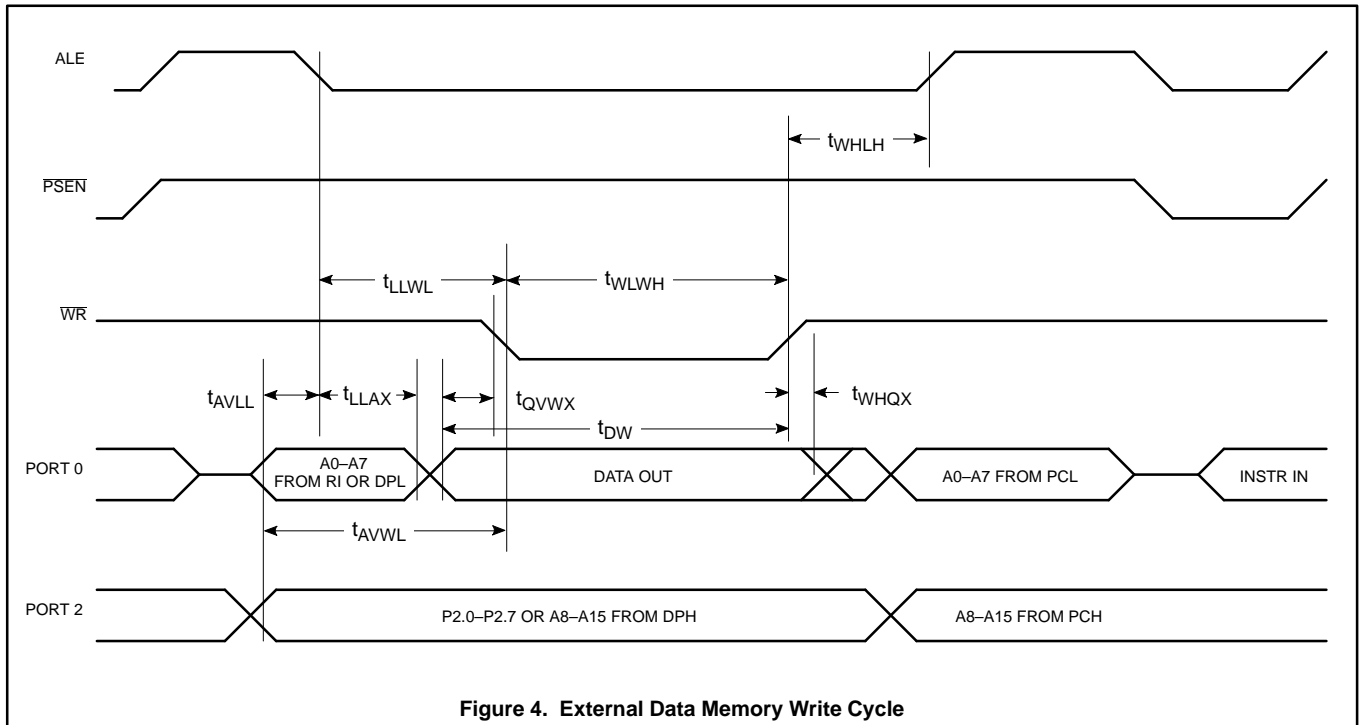 ALE
tWHLH
PSEN
tLLWL
tWLWH
WR
tAVLL
tLLAX
tQVWX
tWHQX
tDW
PORT 0
A0–A7
FROM RI OR DPL
DATA OUT
A0–A7 FROM PCL
INSTR IN
tAVWL
PORT 2
P2.0–P2.7 OR A8–A15 FROM DPH
A8–A15 FROM PCH
Figure 4. External Data Memory Write Cycle